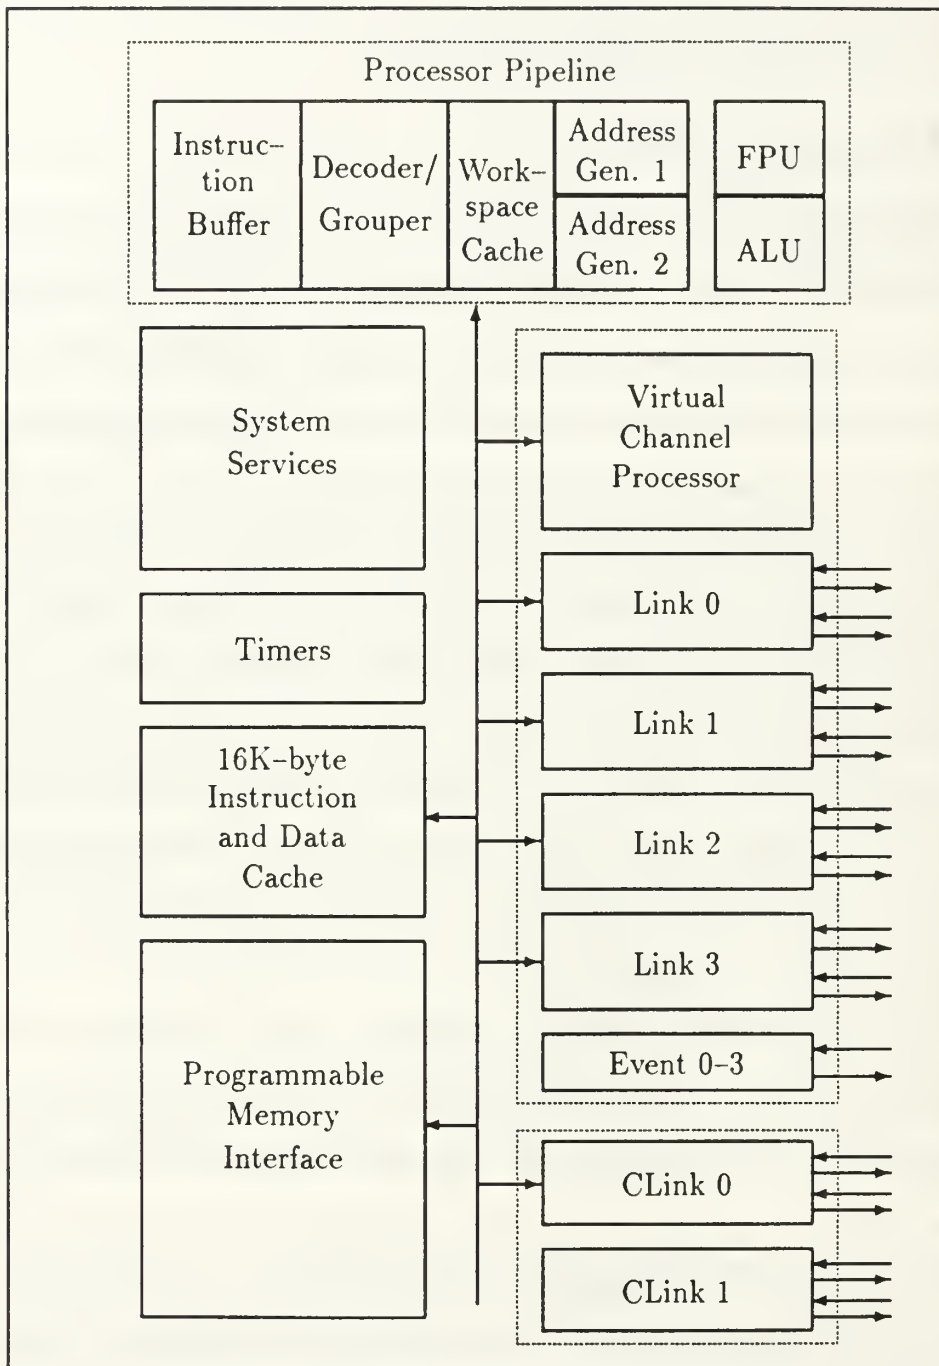 Processor Pipeline
Instruc–
tion
Buffer
Decoder/
Grouper
Work–
space
Cache
Address
Gen. 1
Address
Gen. 2
FPU
ALU
System
Services
Timers
16K–byte
Instruction
and Data
Cache
Programmable
Memory
Interface
Virtual
Channel
Processor
Link 0
Link 1
Link 2
Link 3
Event 0–3
CLink 0
CLink 1